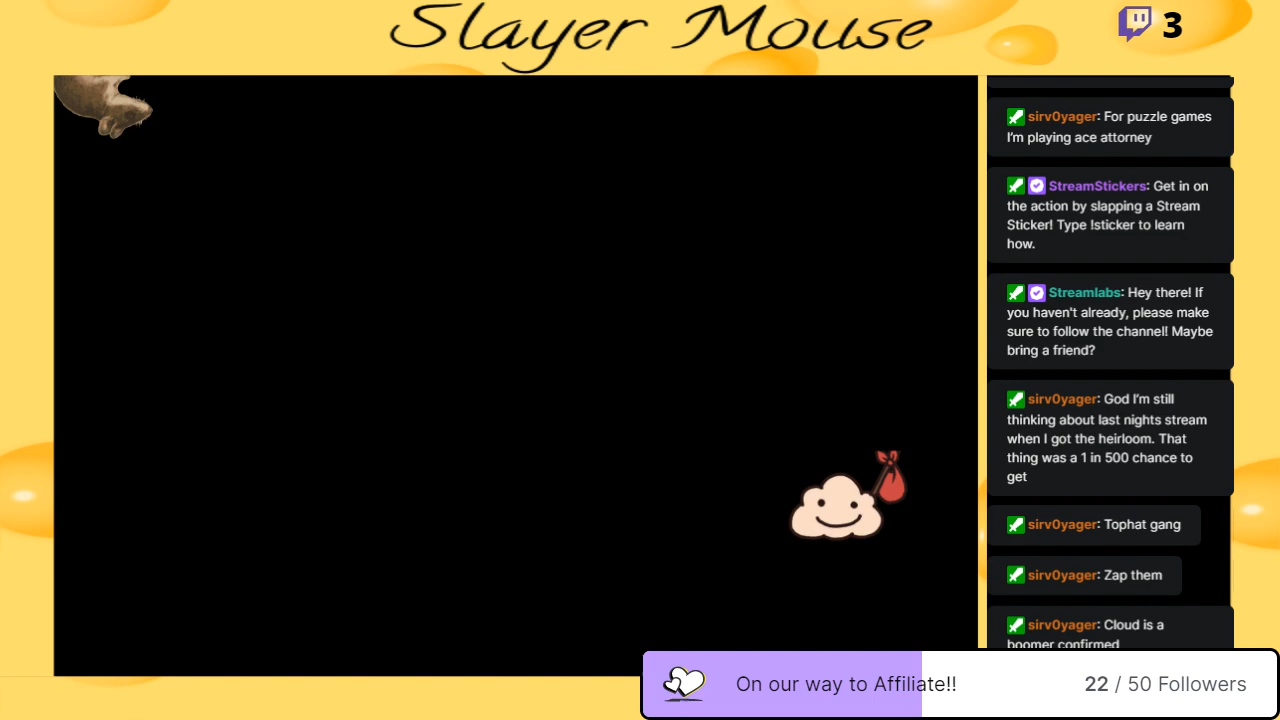 Slayer Mouse
3
sirv0yager: For puzzle games
I'm playing ace attorney
StreamStickers: Get in on
the action by slapping a Stream
Sticker! Type !sticker to learn
how.
Streamlabs: Hey there! If
you haven't already, please make
sure to follow the channel! Maybe
bring a friend?
sirv0yager: God I'm still
thinking about last nights stream
when I got the heirloom. That
thing was a 1 in 500 chance to
get
sirv0yager: Tophat gang
sirv0yager: Zap them
sirv0yager: Cloud is a
boomer confirmed
On our way to Affiliate!!
22 / 50 Followers